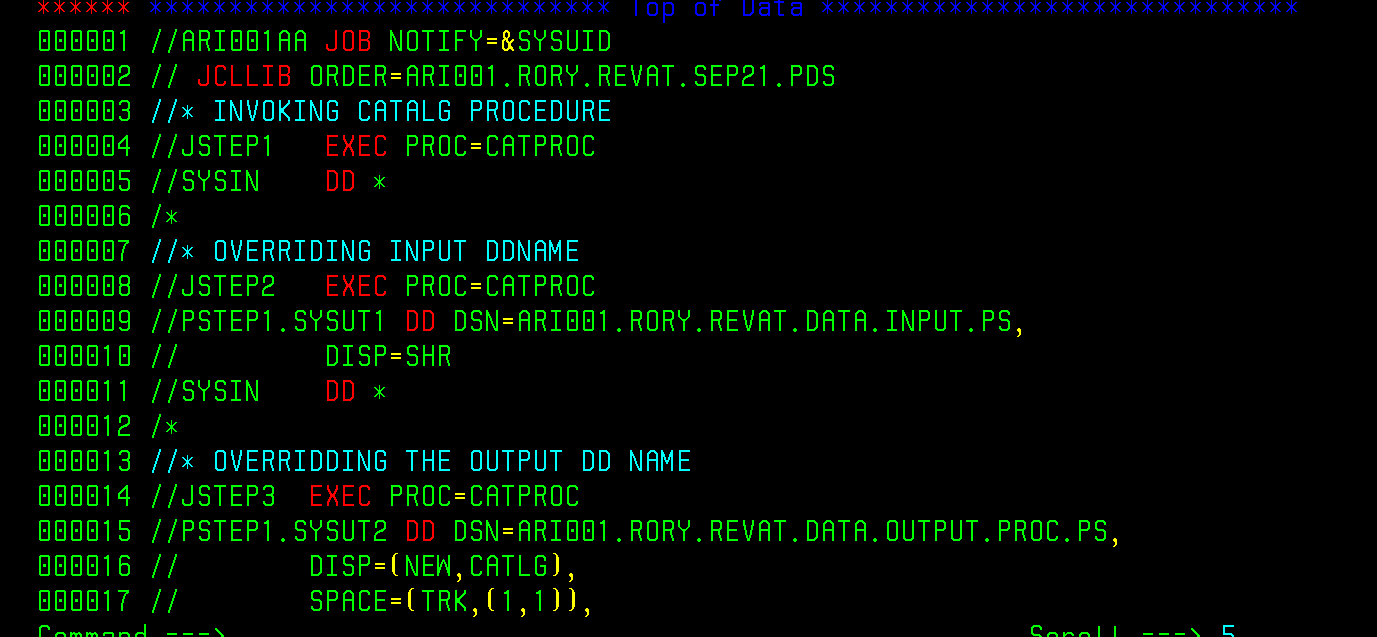 ****** ***************************** Top of Data ******************************
000001 //ARI001AA JOB NOTIFY=&SYSUID
000002 // JCLLIB ORDER=ARI001.RORY.REVAT.SEP21.PDS
000003 //* INVOKING CATALG PROCEDURE
000004 //JSTEP1   EXEC PROC=CATPROC
000005 //SYSIN    DD *
000006 /*
000007 //* OVERRIDING INPUT DDNAME
000008 //JSTEP2   EXEC PROC=CATPROC
000009 //PSTEP1.SYSUT1 DD DSN=ARI001.RORY.REVAT.DATA.INPUT.PS,
000010 //         DISP=SHR
000011 //SYSIN    DD *
000012 /*
000013 //* OVERRIDDING THE OUTPUT DD NAME
000014 //JSTEP3  EXEC PROC=CATPROC
000015 //PSTEP1.SYSUT2 DD DSN=ARI001.RORY.REVAT.DATA.OUTPUT.PROC.PS,
000016 //        DISP=(NEW,CATLG),
000017 //        SPACE=(TRK,(1,1)),
Command ===> Scroll ===> 5